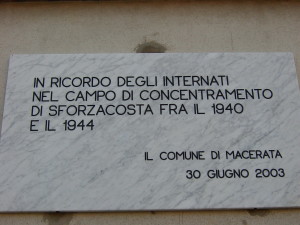 IN RICORDO DEGLI INTERNATI
NEL CAMPO DI CONCENTRAMENTO
DI SFORZACOSTA FRA IL 1940
E IL 1944
IL COMUNE DI MACERATA
30 GIUGNO 2003